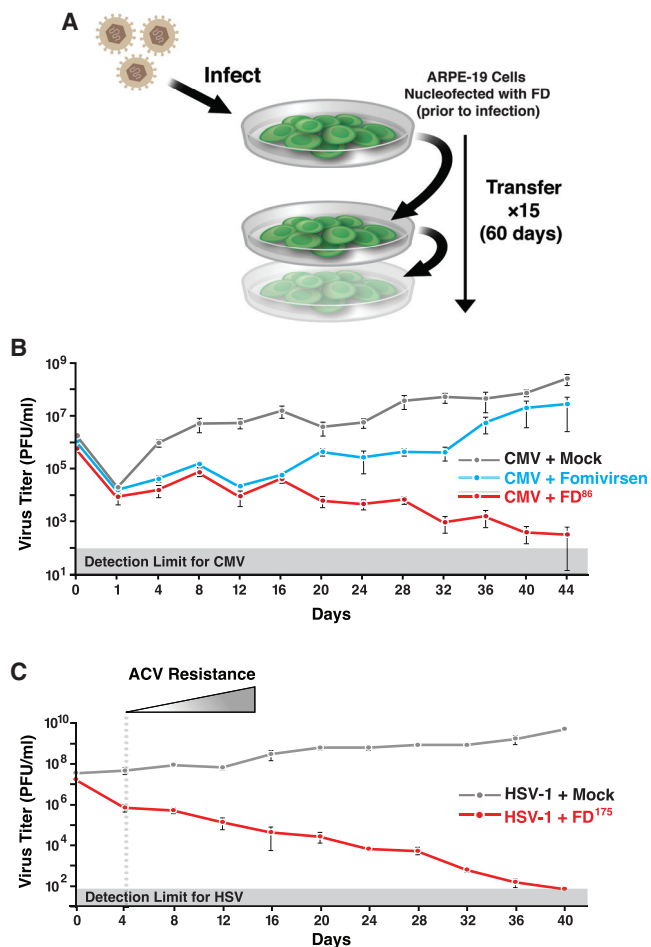 A
Infect
ARPE-19 Cells
Nucleofected with FD
(prior to infection)
Transfer
×15
(60 days)
B
Virus Titer (PFU/ml)
10⁹
10⁷
10⁵
10³
10¹
CMV + Mock
CMV + Fomivirsen
CMV + FD⁸⁶
Detection Limit for CMV
0 1 4 8 12 16 20 24 28 32 36 40 44
Days
C
ACV Resistance
Virus Titer (PFU/ml)
10¹⁰
10⁸
10⁶
10⁴
10²
HSV-1 + Mock
HSV-1 + FD¹⁷⁵
Detection Limit for HSV
0 4 8 12 16 20 24 28 32 36 40
Days